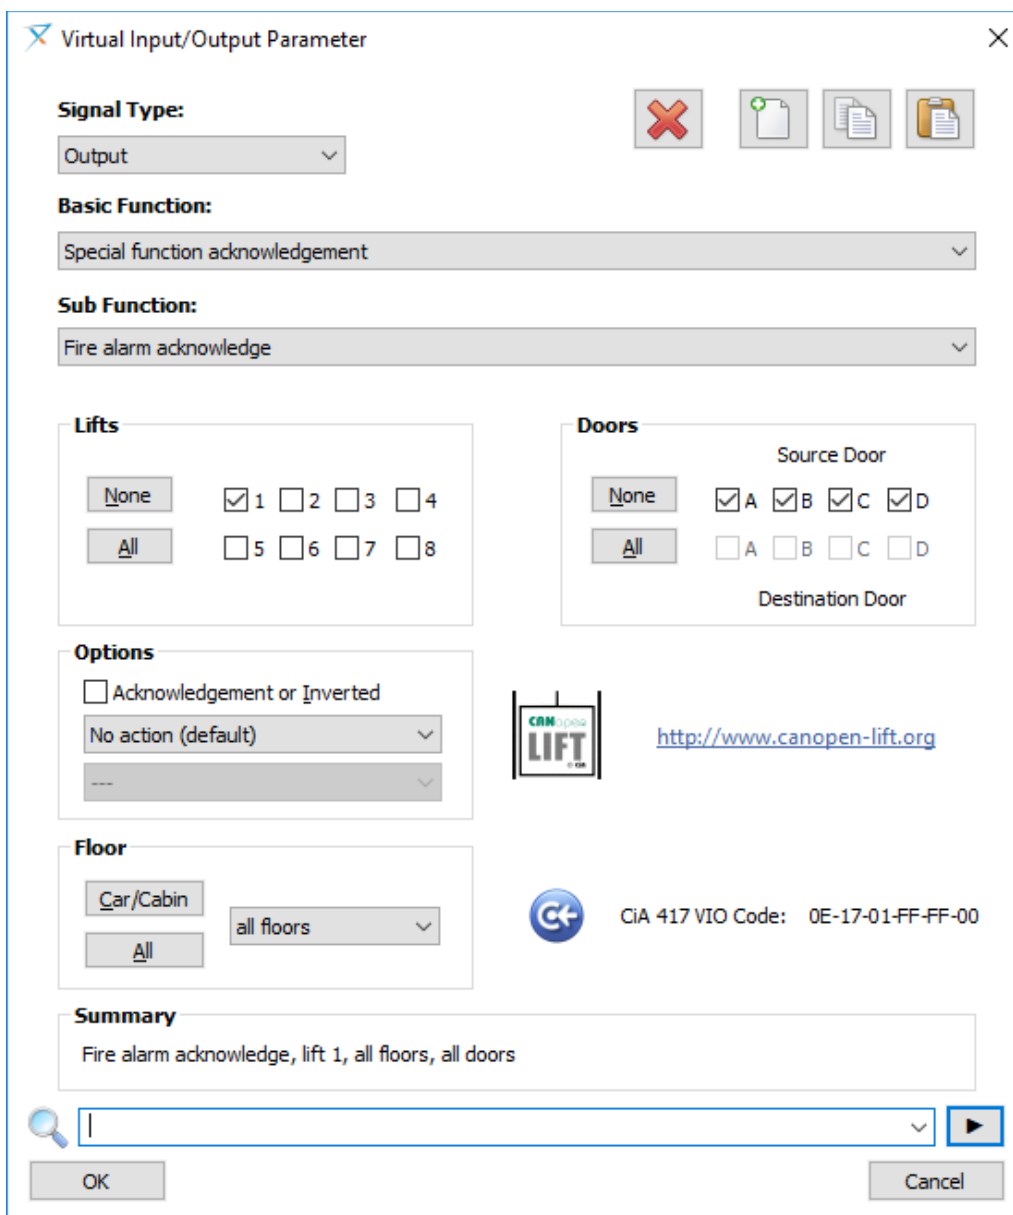 Virtual Input/Output Parameter
Signal Type:
Output
Basic Function:
Special function acknowledgement
Sub Function:
Fire alarm acknowledge
Lifts
None
1 2 3 4
All
5 6 7 8
Doors
Source Door
None
A B C D
All
A B C D
Destination Door
Options
Acknowledgement or Inverted
No action (default)
---
CANopen
LIFT
© CiA
http://www.canopen-lift.org
Floor
Car/Cabin
all floors
All
CiA 417 VIO Code: 0E-17-01-FF-FF-00
Summary
Fire alarm acknowledge, lift 1, all floors, all doors
OK
Cancel